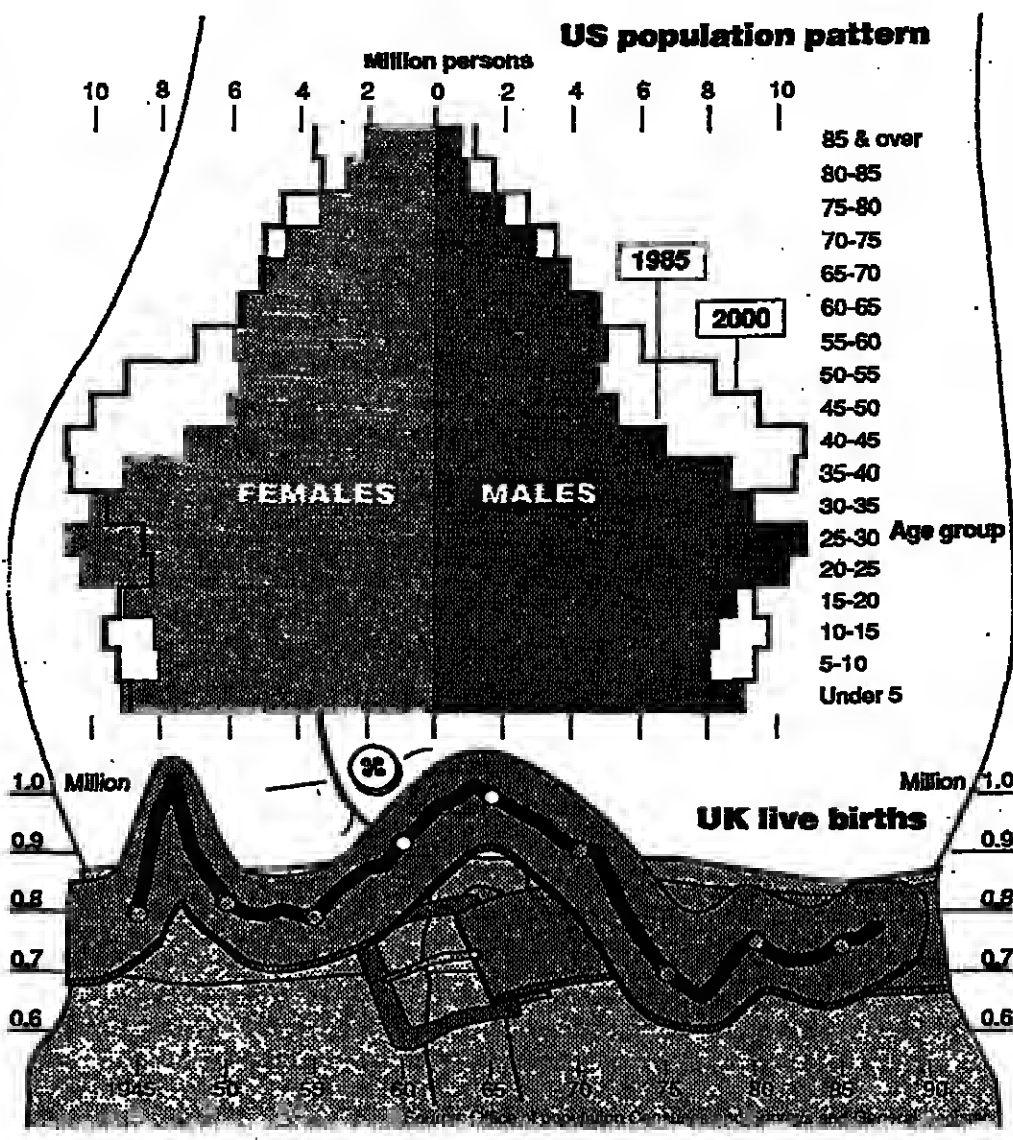 US population pattern
Million persons
10 8 6 4 2 0 2 4 6 8 10
85 & over
80-85
75-80
70-75
1985
65-70
60-65
2000
55-60
50-55
45-50
40-45
35-40
FEMALES MALES
30-35
25-30 Age group
20-25
15-20
10-15
5-10
Under 5
1.0 Million Million 1.0
UK live births
0.9 0.9
0.8 0.8
0.7 0.7
0.6 0.6
1945 50 55 60 65 70 75 80 85 90
Source: Office